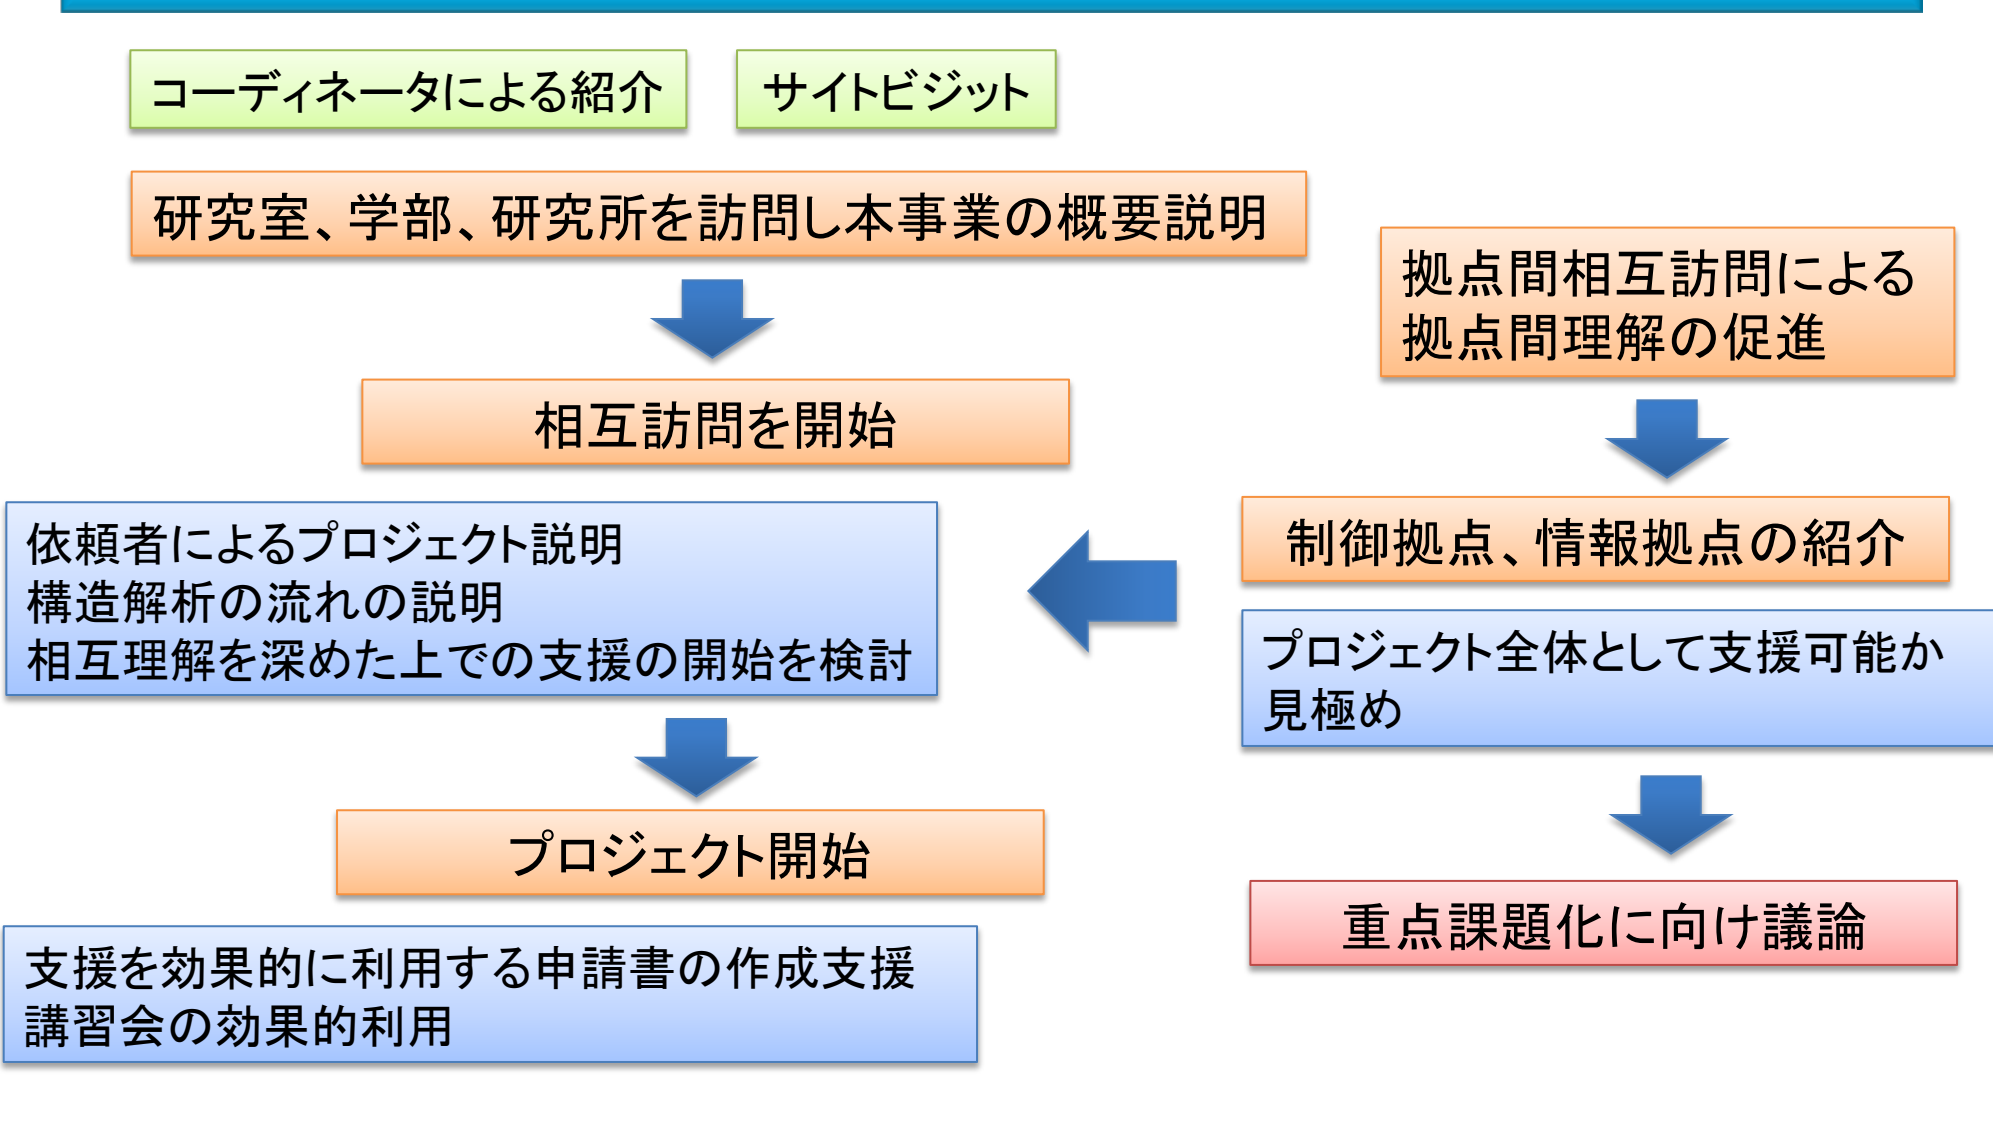 コーディネータによる紹介
サイトビジット
研究室、学部、研究所を訪問し本事業の概要説明
相互訪問を開始
依頼者によるプロジェクト説明
構造解析の流れの説明
相互理解を深めた上での支援の開始を検討
プロジェクト開始
支援を効果的に利用する申請書の作成支援
講習会の効果的利用
拠点間相互訪問による
拠点間理解の促進
制御拠点、情報拠点の紹介
プロジェクト全体として支援可能か
見極め
重点課題化に向け議論